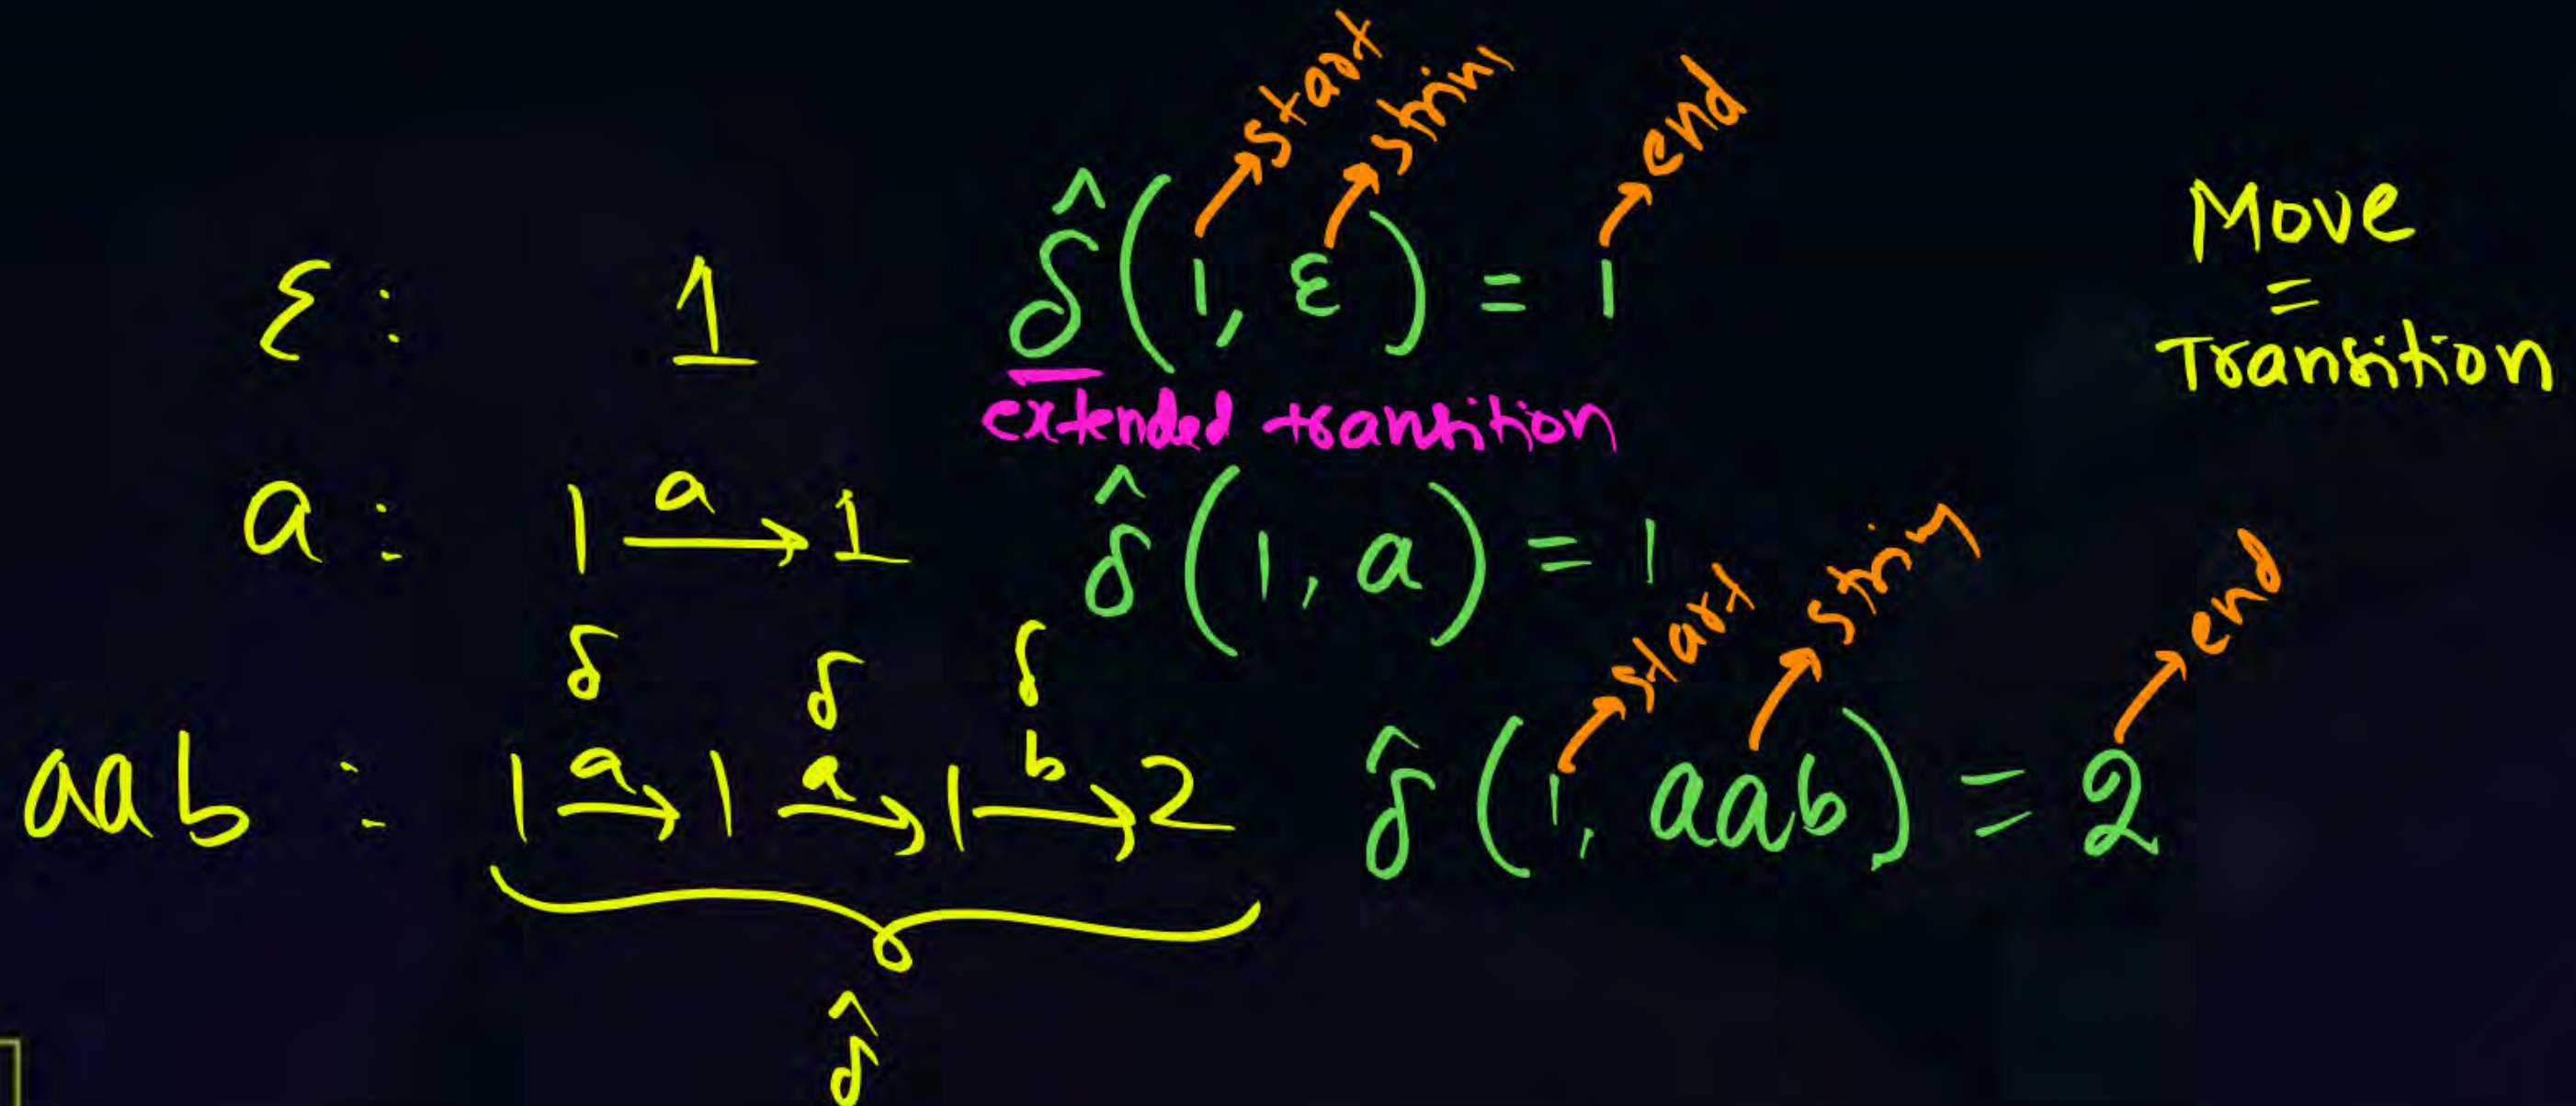 start string end
ε : 1 δ̂(1, ε) = 1
Move
=
Transition
extended transition
a : 1 a→ 1 δ̂(1, a) = 1
δ δ δ start string end
aab : 1 a→ 1 a→ 1 b→ 2 δ̂(1, aab) = 2
δ̂